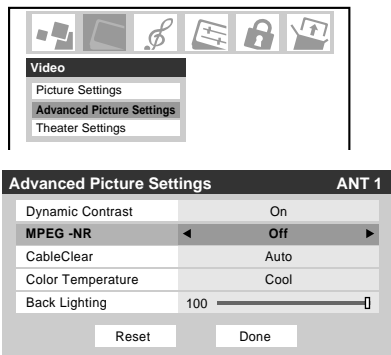 Video
Picture Settings
Advanced Picture Settings
Theater Settings
Advanced Picture Settings ANT 1
Dynamic Contrast On
MPEG -NR Off
CableClear Auto
Color Temperature Cool
Back Lighting 100
Reset Done